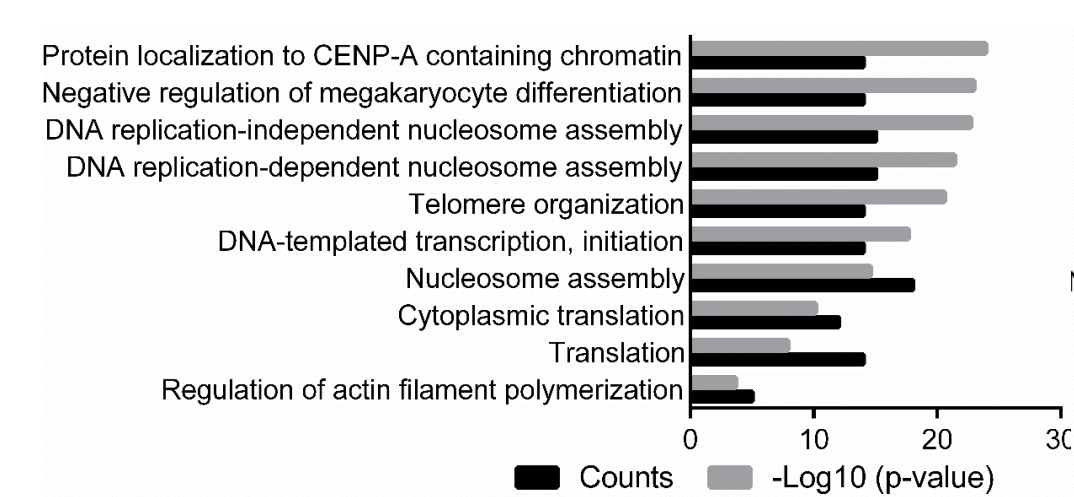 Protein localization to CENP-A containing chromatin
Negative regulation of megakaryocyte differentiation
DNA replication-independent nucleosome assembly
DNA replication-dependent nucleosome assembly
Telomere organization
DNA-templated transcription, initiation
Nucleosome assembly
Cytoplasmic translation
Translation
Regulation of actin filament polymerization
0 10 20 30
Counts -Log10 (p-value)